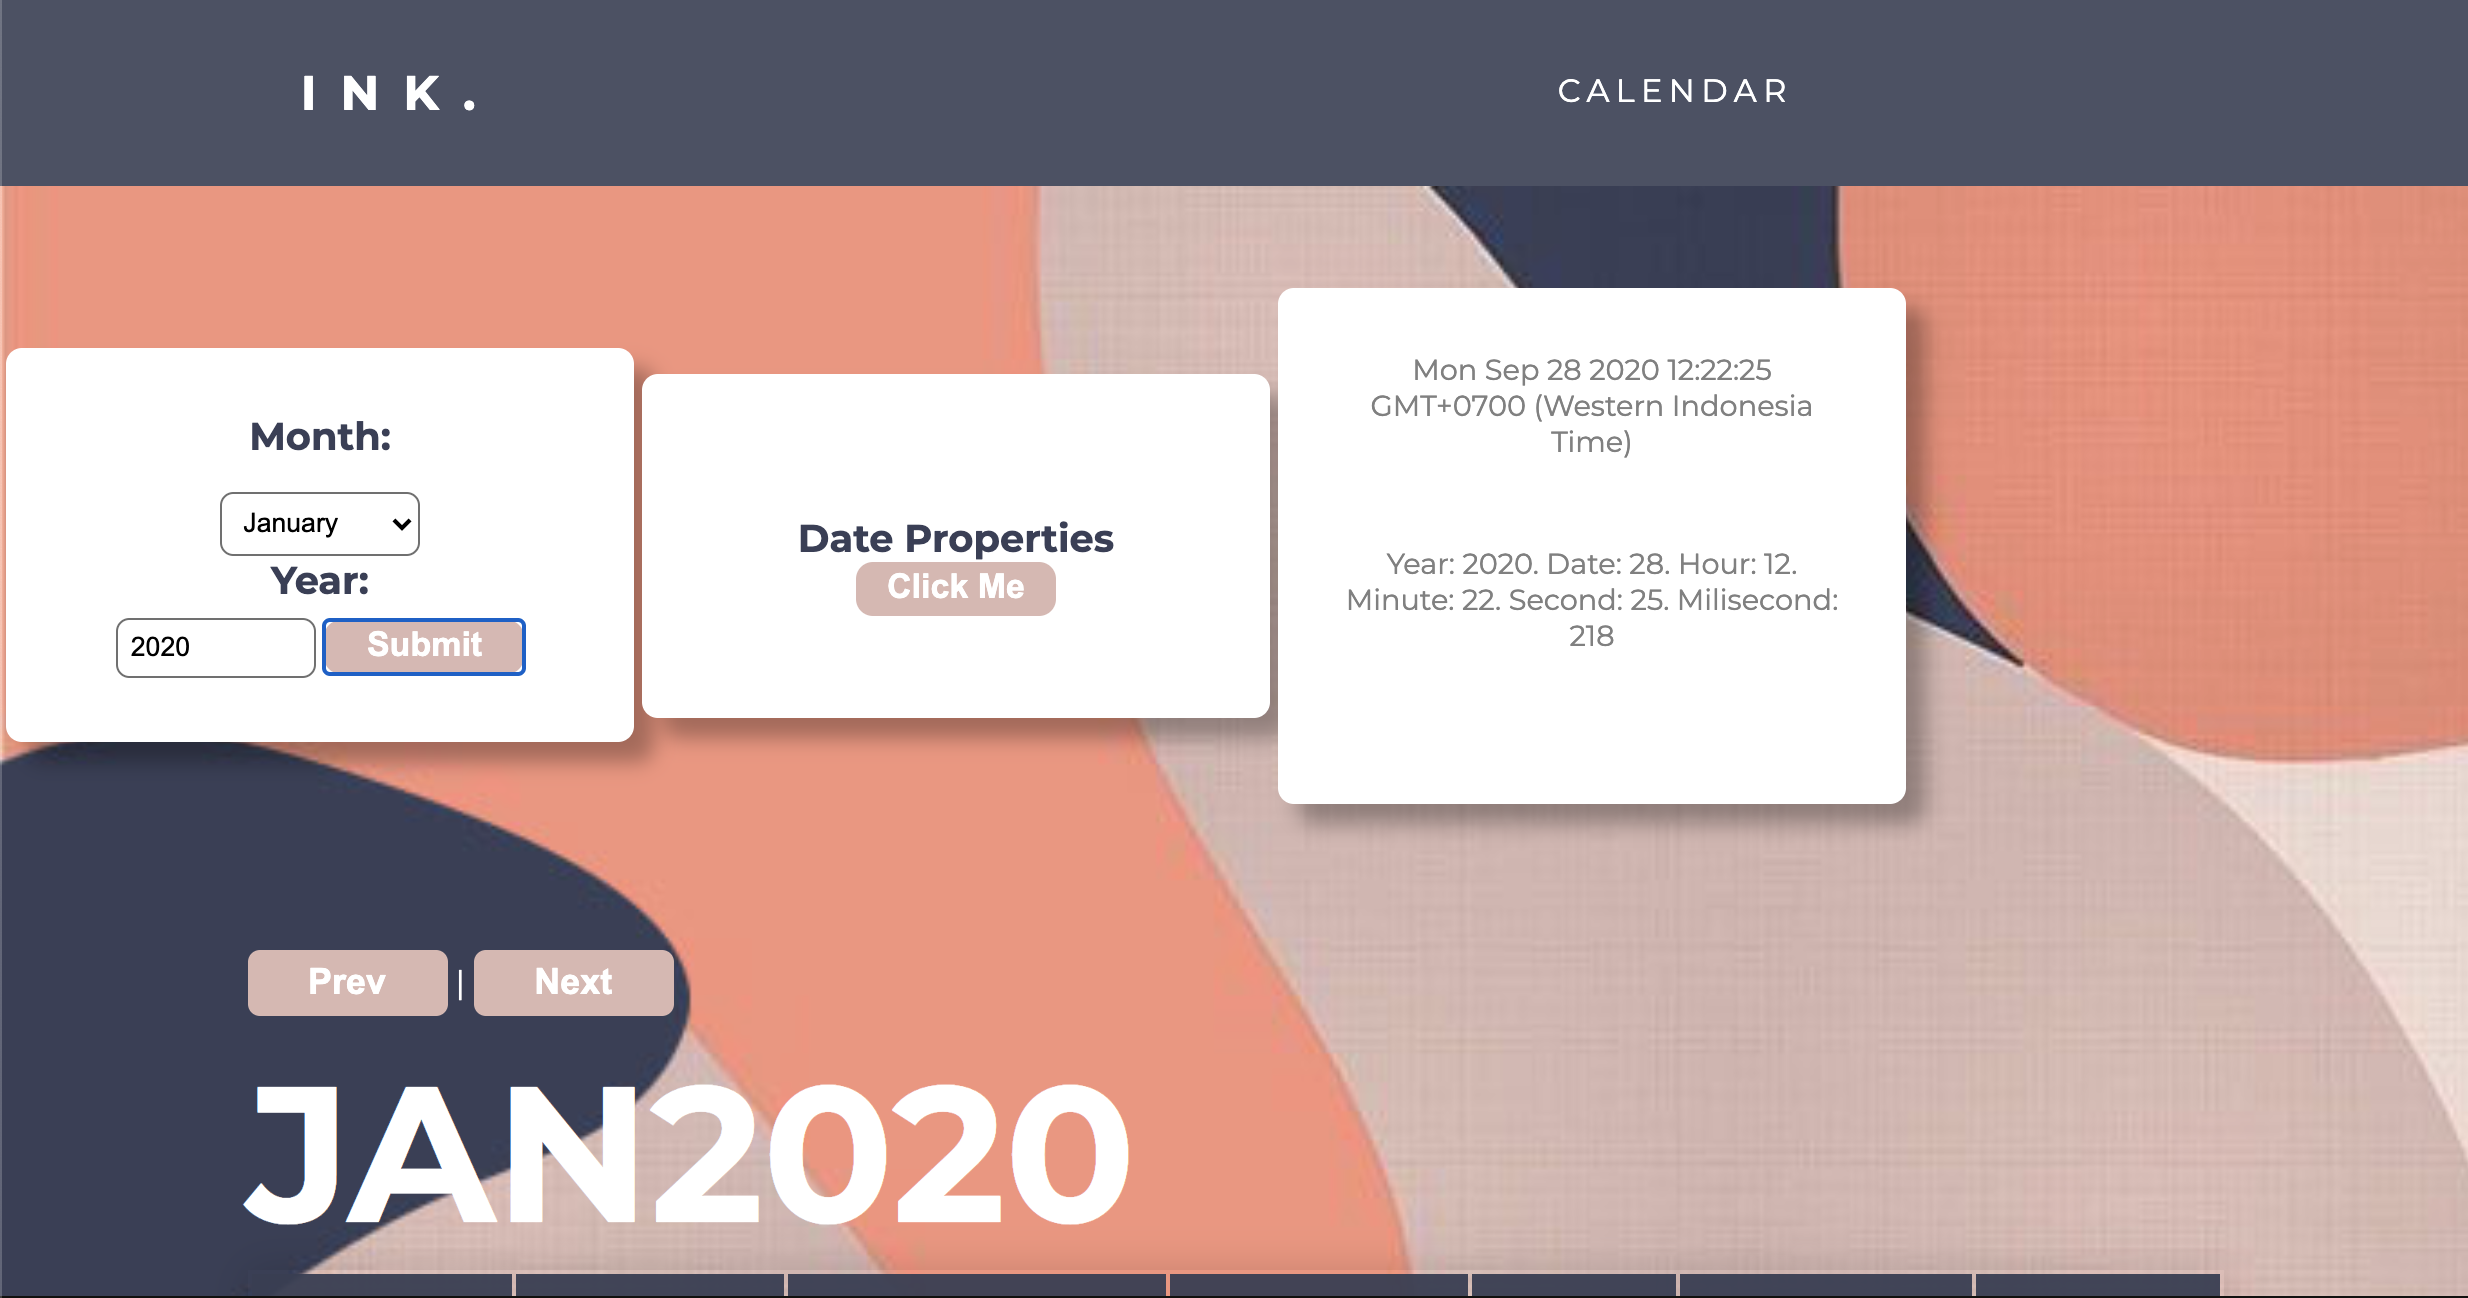 INK.
CALENDAR
Month:
January
Year:
2020
Submit
Date Properties
Click Me
Mon Sep 28 2020 12:22:25
GMT+0700 (Western Indonesia
Time)
Year: 2020. Date: 28. Hour: 12.
Minute: 22. Second: 25. Milisecond:
218
Prev | Next
JAN2020